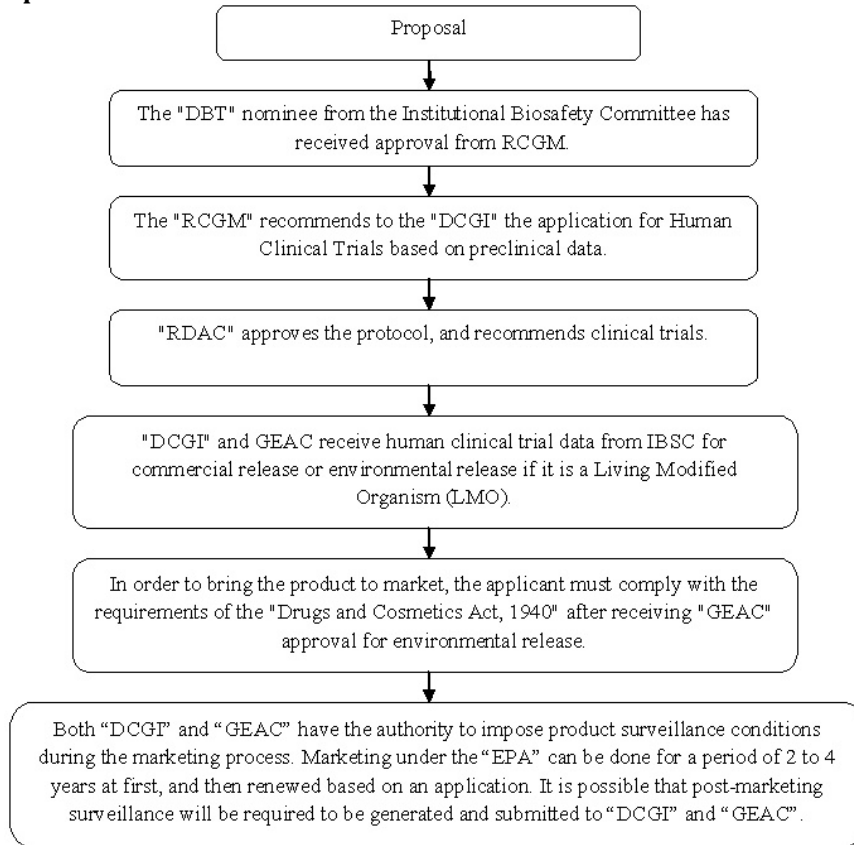 Proposal
The "DBT" nominee from the Institutional Biosafety Committee has
received approval from RCGM.
The "RCGM" recommends to the "DCGI" the application for Human
Clinical Trials based on preclinical data.
"RDAC" approves the protocol, and recommends clinical trials.
"DCGI" and GEAC receive human clinical trial data from IBSC for
commercial release or environmental release if it is a Living Modified
Organism (LMO).
In order to bring the product to market, the applicant must comply with the
requirements of the "Drugs and Cosmetics Act, 1940" after receiving "GEAC"
approval for environmental release.
Both “DCGI” and “GEAC” have the authority to impose product surveillance conditions
during the marketing process. Marketing under the “EPA” can be done for a period of 2 to 4
years at first, and then renewed based on an application. It is possible that post-marketing
surveillance will be required to be generated and submitted to “DCGI” and “GEAC”.